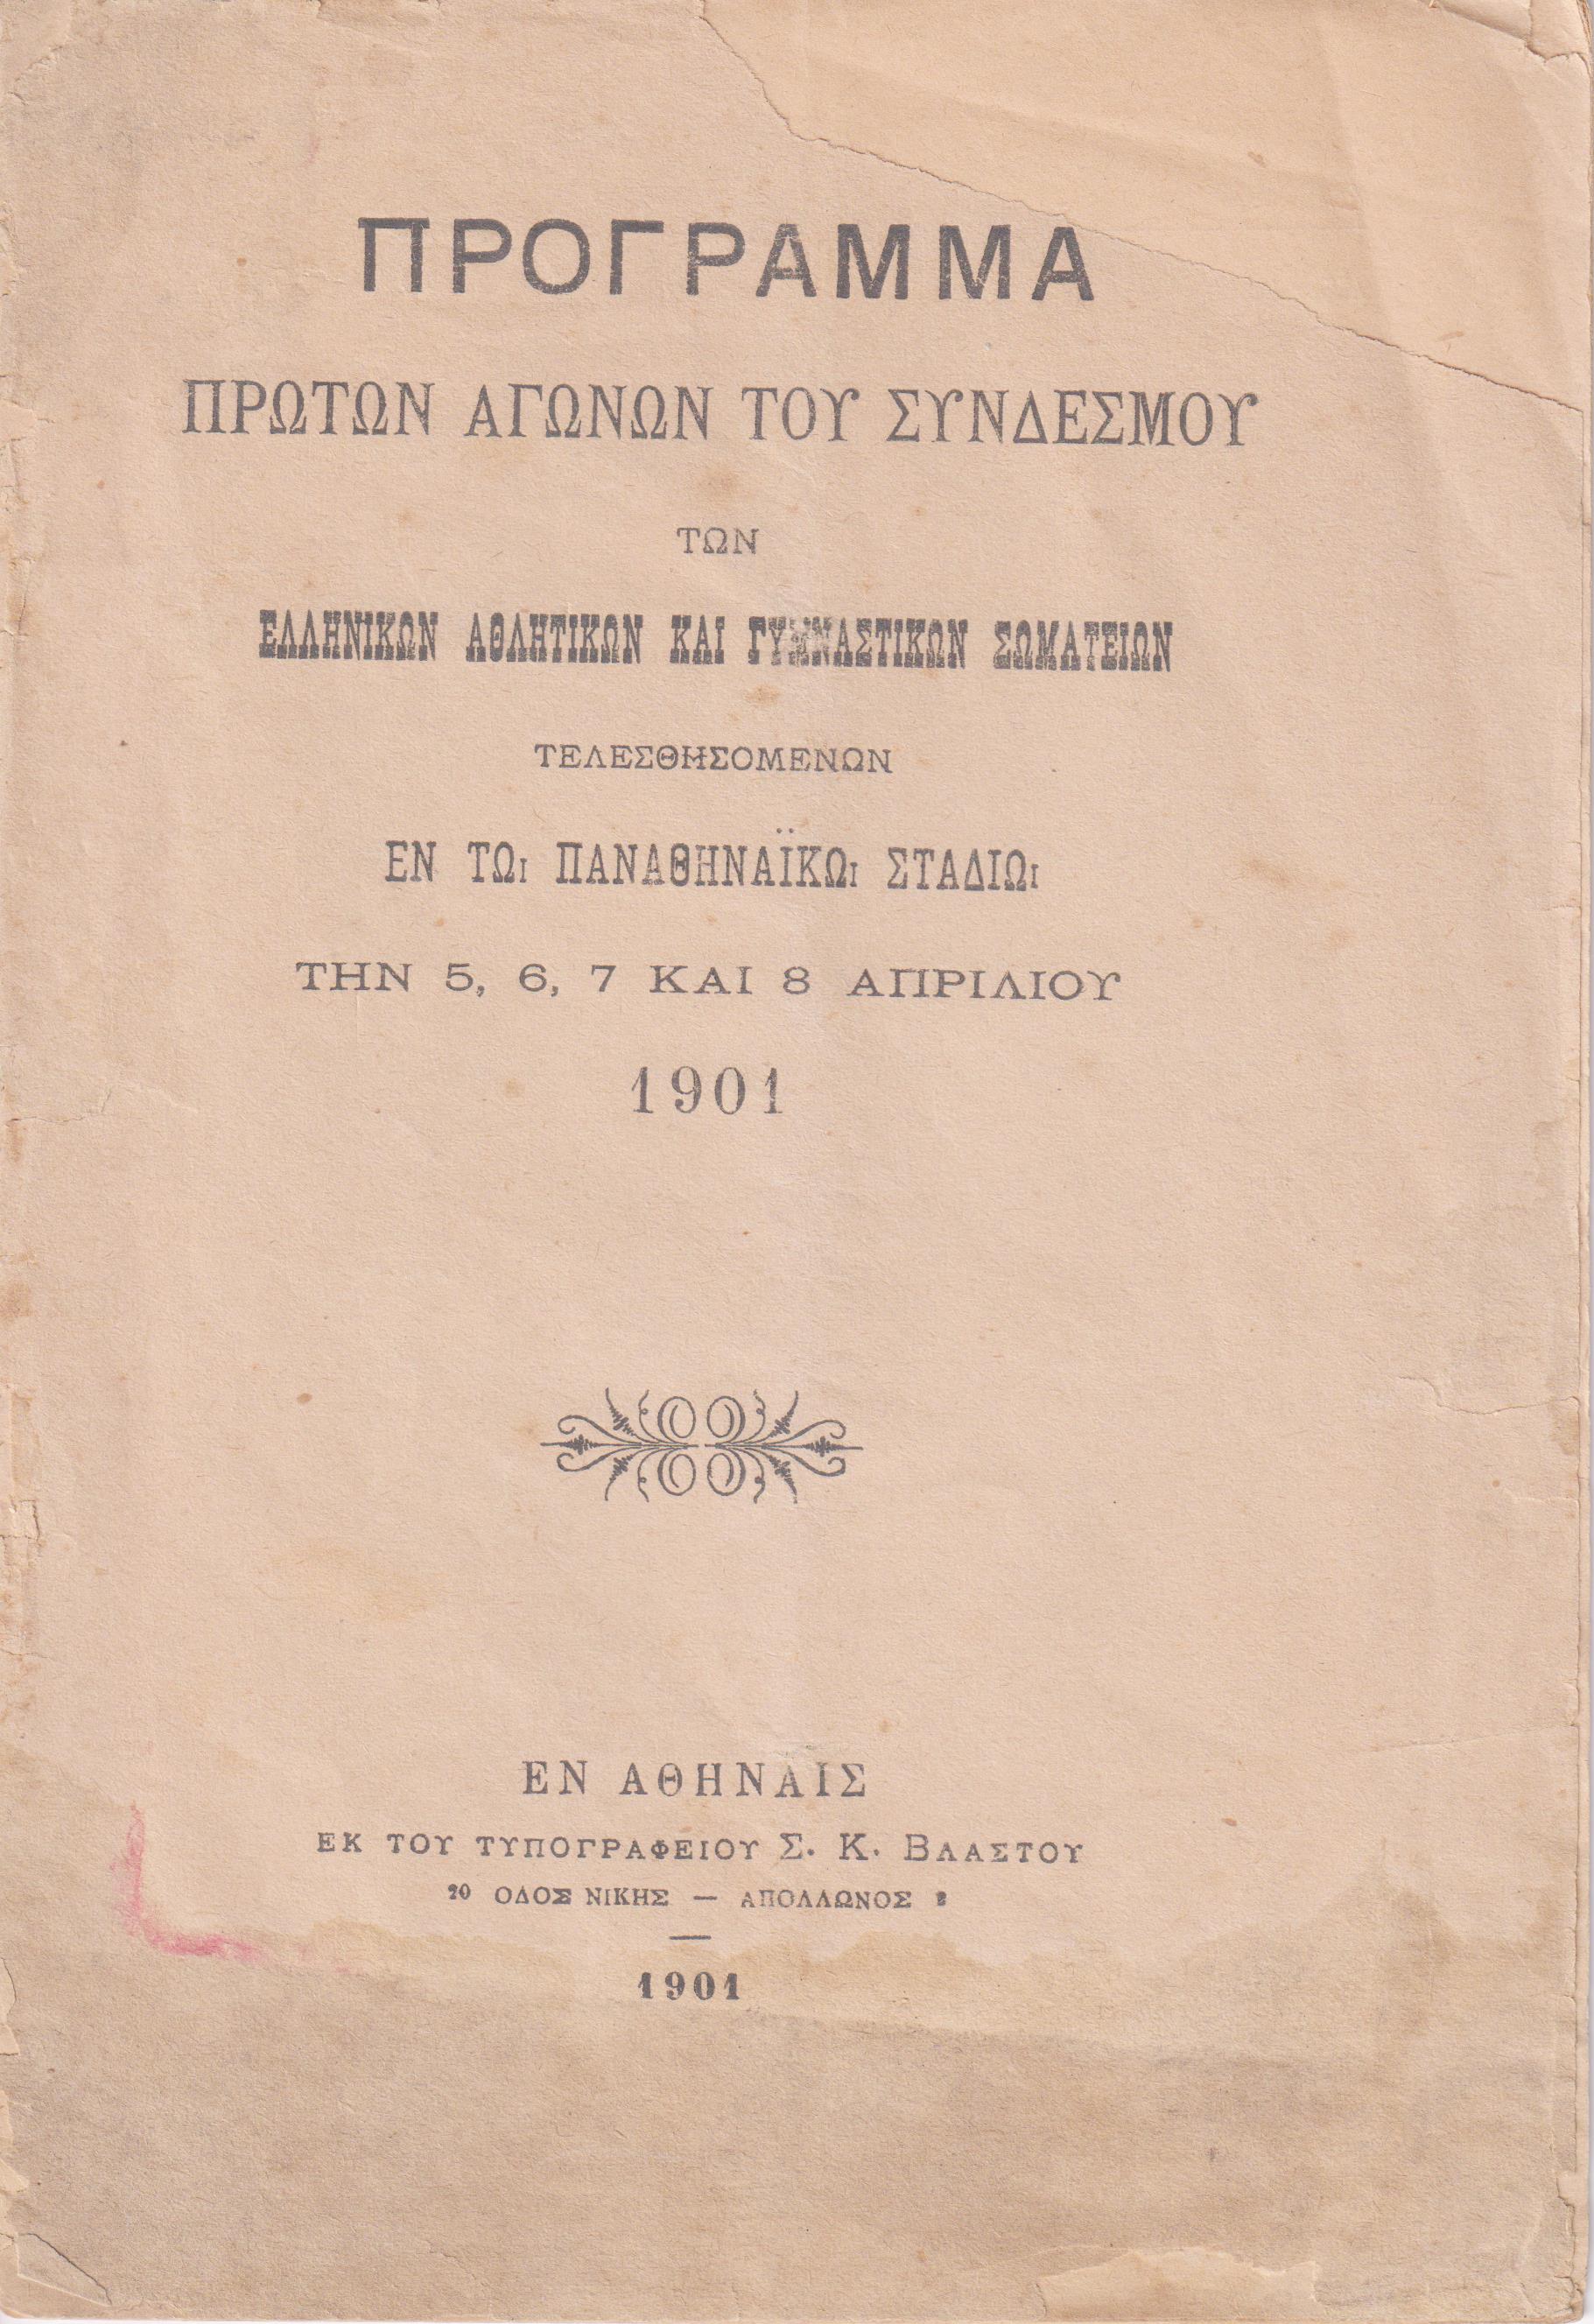 ΠΡΟΓΡΑΜΜΑ
ΠΡΩΤΩΝ ΑΓΩΝΩΝ ΤΟΥ ΣΥΝΔΕΣΜΟΥ
ΤΩΝ
ΕΛΛΗΝΙΚΩΝ ΑΘΛΗΤΙΚΩΝ ΚΑΙ ΓΥΜΝΑΣΤΙΚΩΝ ΣΩΜΑΤΕΙΩΝ
ΤΕΛΕΣΘΗΣΟΜΕΝΩΝ
ΕΝ ΤΩι ΠΑΝΑΘΗΝΑΪΚΩι ΣΤΑΔΙΩι
ΤΗΝ 5, 6, 7 ΚΑΙ 8 ΑΠΡΙΛΙΟΥ
1901
ΕΝ ΑΘΗΝΑΙΣ
ΕΚ ΤΟΥ ΤΥΠΟΓΡΑΦΕΙΟΥ Σ. Κ. ΒΛΑΣΤΟΥ
20 ΟΔΟΣ ΝΙΚΗΣ — ΑΠΟΛΛΩΝΟΣ
1901